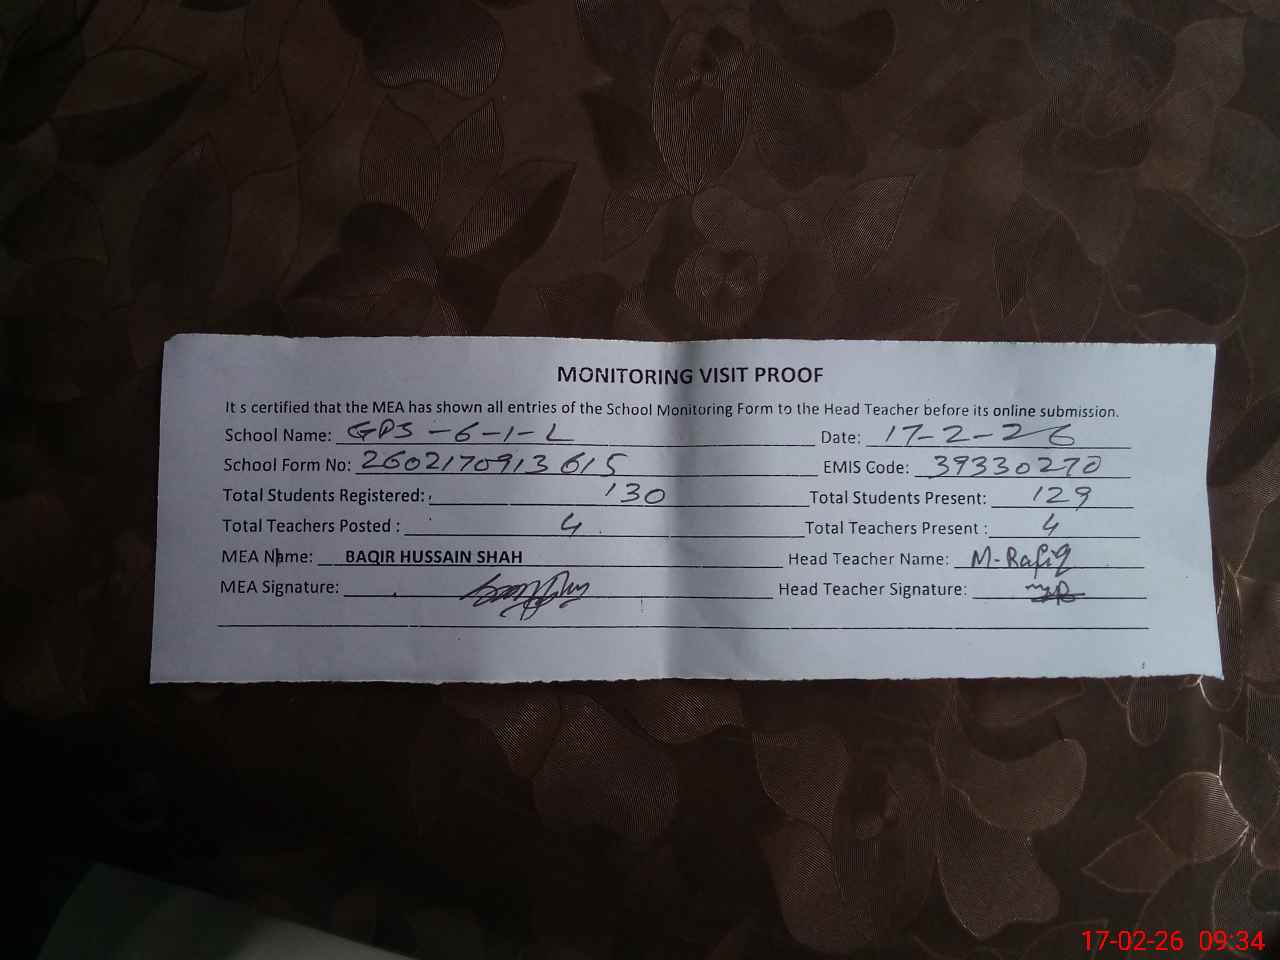 MONITORING VISIT PROOF
It s certified that the MEA has shown all entries of the School Monitoring Form to the Head Teacher before its online submission.
School Name: GPS-6-1-L Date: 17-2-26
School Form No: 2602170913615 EMIS Code: 39330270
Total Students Registered: 130 Total Students Present: 129
Total Teachers Posted : 4 Total Teachers Present : 4
MEA Name: BAQIR HUSSAIN SHAH Head Teacher Name: M-Rafiq
MEA Signature: Head Teacher Signature:
17-02-26 09:34